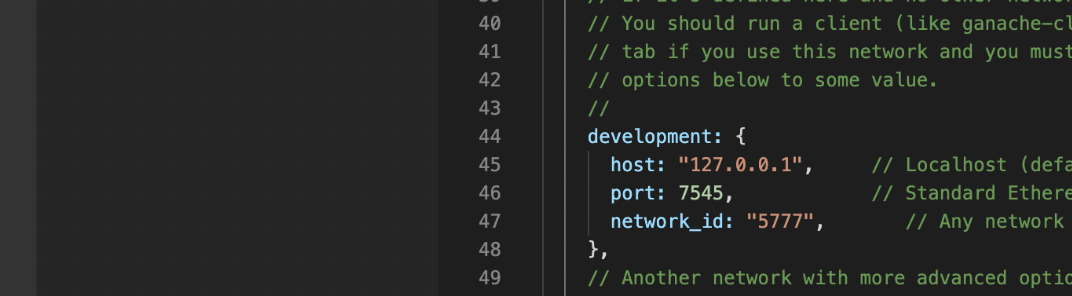 40 // You should run a client (like ganache-cl
41 // tab if you use this network and you must
42 // options below to some value.
43 //
44 development: {
45 host: "127.0.0.1", // Localhost (defa
46 port: 7545, // Standard Ethere
47 network_id: "5777", // Any network
48 },
49 // Another network with more advanced optio